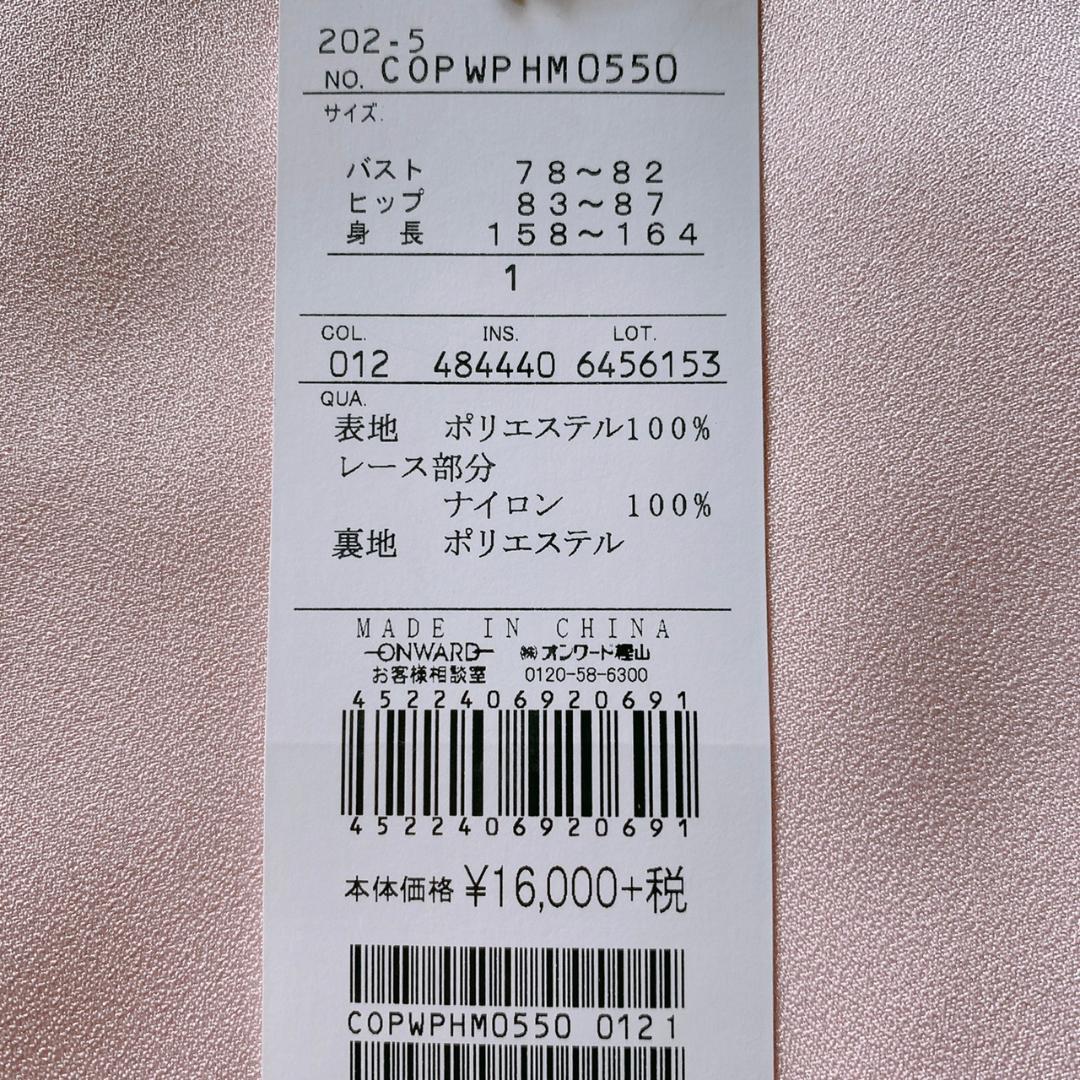 202-5
NO. COPWPHM0550
サイズ.
バスト 78～82
ヒップ 83～87
身長 158～164
1
COL. INS. LOT.
012 484440 6456153
QUA.
表地 ポリエステル100%
レース部分
ナイロン 100%
裏地 ポリエステル
MADE IN CHINA
ONWARD ㈱オンワード樫山
お客様相談室 0120-58-6300
4522406920691
4522406920691
本体価格 ¥16,000+税
COPWPHM0550 0121